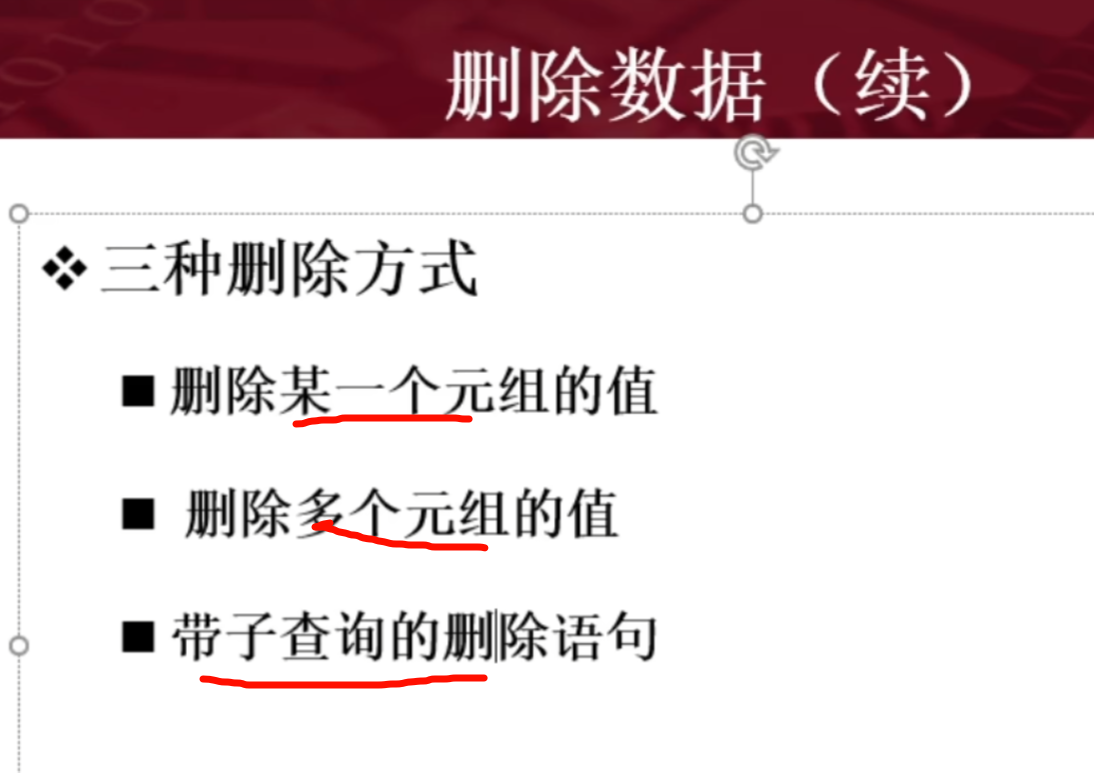 删除数据（续）
三种删除方式
删除某一个元组的值
删除多个元组的值
带子查询的删除语句